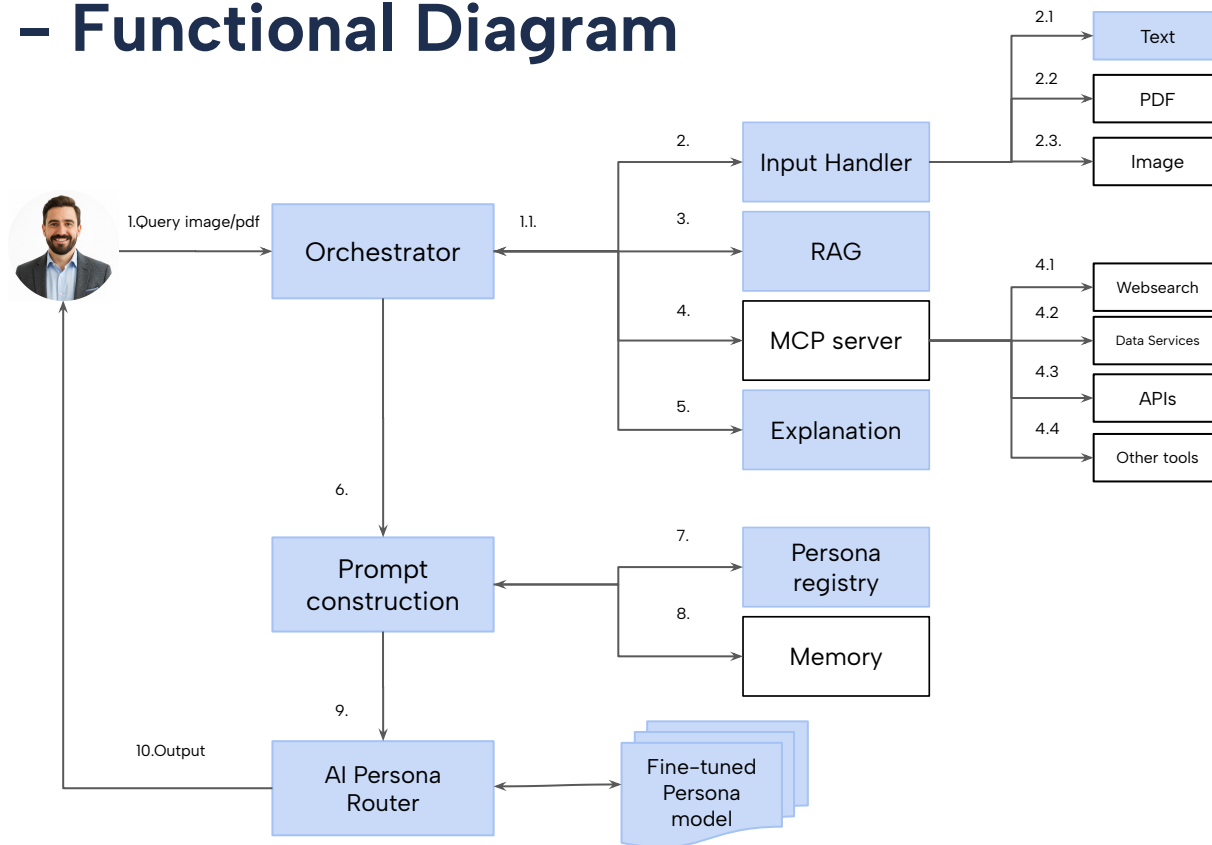 – Functional Diagram
2.1
Text
2.2
PDF
2.
Input Handler
2.3.
Image
1.Query image/pdf
Orchestrator
1.1.
3.
RAG
4.1
Websearch
4.
MCP server
4.2
Data Services
4.3
APIs
5.
Explanation
4.4
Other tools
6.
Prompt
construction
7.
Persona
registry
8.
Memory
9.
10.Output
AI Persona
Router
Fine-tuned
Persona
model